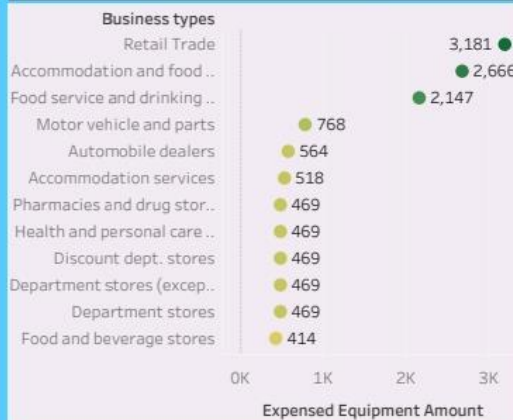 Business types
Retail Trade 3,181
Accommodation and food .. 2,666
Food service and drinking .. 2,147
Motor vehicle and parts 768
Automobile dealers 564
Accommodation services 518
Pharmacies and drug stor.. 469
Health and personal care .. 469
Discount dept. stores 469
Department stores (excep.. 469
Department stores 469
Food and beverage stores 414
0K 1K 2K 3K
Expensed Equipment Amount